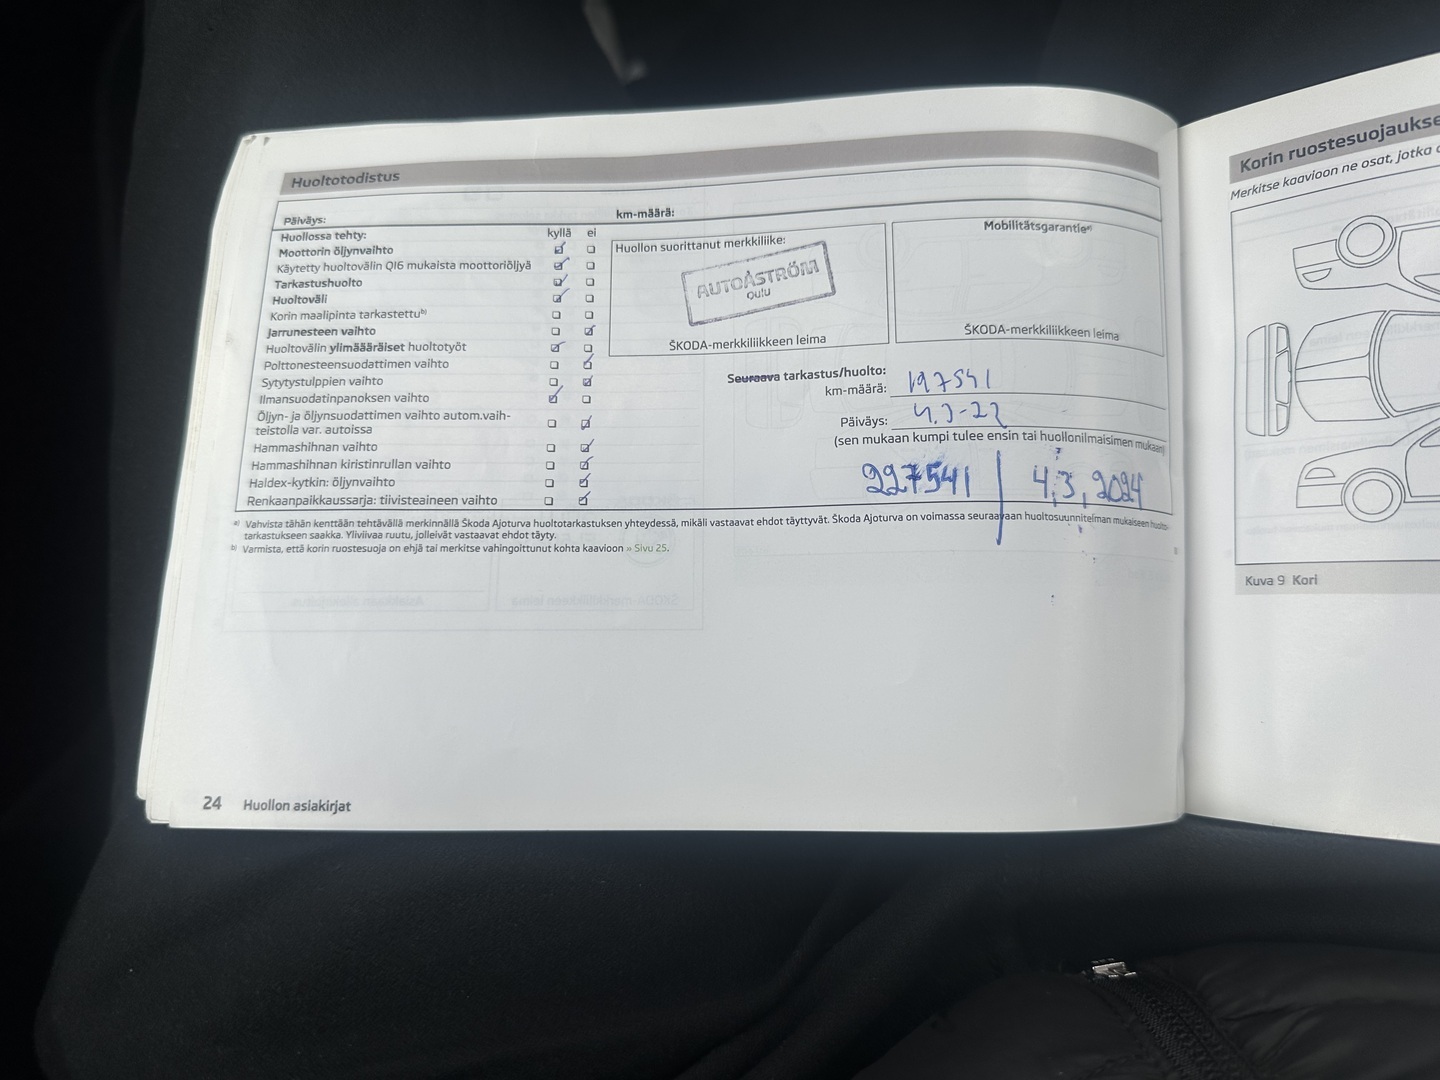 Huoltotodistus
Päiväys:
km-määrä:
Huollossa tehty: kyllä ei
Moottorin öljynvaihto
Käytetty huoltovälin QI6 mukaista moottoriöljyä
Tarkastushuolto
Huoltoväli
Korin maalipinta tarkastettu b)
Jarrunesteen vaihto
Huoltovälin ylimäääräiset huoltotyöt
Polttonesteensuodattimen vaihto
Sytytystulppien vaihto
Ilmansuodatinpanoksen vaihto
Öljyn- ja öljynsuodattimen vaihto autom.vaih-
teistolla var. autoissa
Hammashihnan vaihto
Hammashihnan kiristinrullan vaihto
Haldex-kytkin: öljynvaihto
Renkaanpaikkaussarja: tiivisteaineen vaihto
Huollon suorittanut merkkiliike:
AUTOÅSTRÖM
Oulu
ŠKODA-merkkiliikkeen leima
Mobilitätsgarantie a)
ŠKODA-merkkiliikkeen leima
Seuraava tarkastus/huolto:
km-määrä: 197541
Päiväys: 4.3-22
(sen mukaan kumpi tulee ensin tai huollonilmaisimen mukaan)
227541 | 4.3.2024
a) Vahvista tähän kenttään tehtävällä merkinnällä Škoda Ajoturva huoltotarkastuksen yhteydessä, mikäli vastaavat ehdot täyttyvät. Škoda Ajoturva on voimassa seuraavaan huoltosuunnitelman mukaiseen huolto-
tarkastukseen saakka. Yliviivaa ruutu, jolleivät vastaavat ehdot täyty.
b) Varmista, että korin ruostesuoja on ehjä tai merkitse vahingoittunut kohta kaavioon » Sivu 25.
24 Huollon asiakirjat
Korin ruostesuojaukse
Merkitse kaavioon ne osat, jotka
Kuva 9 Kori